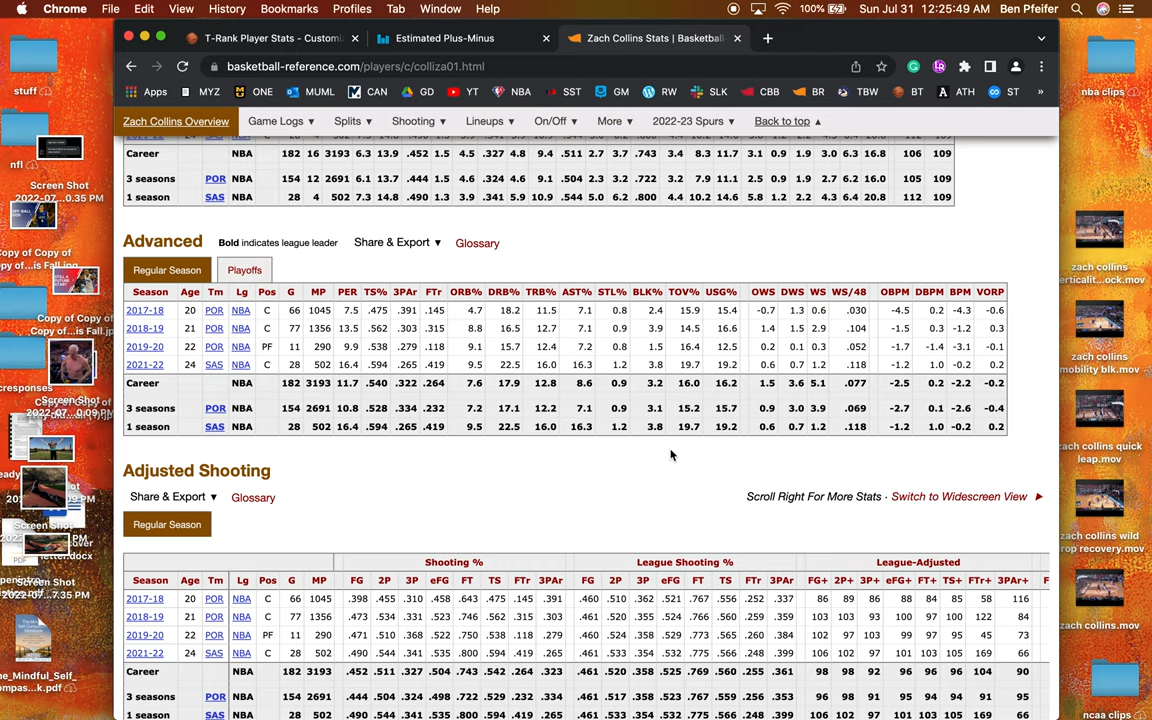 Chrome File Edit View History Bookmarks Profiles Tab Window Help 100% Sun Jul 31 12:25:49 AM Ben Pfeifer
T-Rank Player Stats - Customi × Estimated Plus-Minus × Zach Collins Stats | Basketball- × +
basketball-reference.com/players/c/colliza01.html
Apps MYZ ONE MUML CAN GD YT NBA SST GM RW SLK CBB BR TBW BT ATH ST »
Zach Collins Overview Game Logs ▼ Splits ▼ Shooting ▼ Lineups ▼ On/Off ▼ More ▼ 2022-23 Spurs ▼ Back to top ▲
Career NBA 182 16 3193 6.3 13.9 .452 1.5 4.5 .327 4.8 9.4 .511 2.7 3.7 .743 3.4 8.3 11.7 3.1 0.9 1.9 3.0 6.3 16.8 106 109
3 seasons POR NBA 154 12 2691 6.1 13.7 .444 1.5 4.6 .324 4.6 9.1 .504 2.3 3.2 .722 3.2 7.9 11.1 2.5 0.9 1.9 2.7 6.2 16.0 105 109
1 season SAS NBA 28 4 502 7.3 14.8 .490 1.3 3.9 .341 5.9 10.9 .544 5.0 6.2 .800 4.4 10.2 14.6 5.8 1.2 2.2 4.3 6.4 20.8 112 109
Advanced Bold indicates league leader Share & Export ▼ Glossary
Regular Season Playoffs
Season Age Tm Lg Pos G MP PER TS% 3PAr FTr ORB% DRB% TRB% AST% STL% BLK% TOV% USG% OWS DWS WS WS/48 OBPM DBPM BPM VORP
2017-18 20 POR NBA C 66 1045 7.5 .475 .391 .145 4.7 18.2 11.5 7.1 0.8 2.4 15.9 15.4 -0.7 1.3 0.6 .030 -4.5 0.2 -4.3 -0.6
2018-19 21 POR NBA C 77 1356 13.5 .562 .303 .315 8.8 16.5 12.7 7.1 0.9 3.9 14.5 16.6 1.4 1.5 2.9 .104 -1.5 0.3 -1.2 0.3
2019-20 22 POR NBA PF 11 290 9.9 .538 .279 .118 9.1 15.7 12.4 7.2 0.8 1.5 16.4 12.5 0.2 0.1 0.3 .052 -1.7 -1.4 -3.1 -0.1
2021-22 24 SAS NBA C 28 502 16.4 .594 .265 .419 9.5 22.5 16.0 16.3 1.2 3.8 19.7 19.2 0.6 0.7 1.2 .118 -1.2 1.0 -0.2 0.2
Career NBA 182 3193 11.7 .540 .322 .264 7.6 17.9 12.8 8.6 0.9 3.2 16.0 16.2 1.5 3.6 5.1 .077 -2.5 0.2 -2.2 -0.2
3 seasons POR NBA 154 2691 10.8 .528 .334 .232 7.2 17.1 12.2 7.1 0.9 3.1 15.2 15.7 0.9 3.0 3.9 .069 -2.7 0.1 -2.6 -0.4
1 season SAS NBA 28 502 16.4 .594 .265 .419 9.5 22.5 16.0 16.3 1.2 3.8 19.7 19.2 0.6 0.7 1.2 .118 -1.2 1.0 -0.2 0.2
Adjusted Shooting
Share & Export ▼ Glossary Scroll Right For More Stats · Switch to Widescreen View ▶
Regular Season
Shooting % League Shooting % League-Adjusted
Season Age Tm Lg Pos G MP FG 2P 3P eFG FT TS FTr 3PAr FG 2P 3P eFG FT TS FTr 3PAr FG+ 2P+ 3P+ eFG+ FT+ TS+ FTr+ 3PAr+ F
2017-18 20 POR NBA C 66 1045 .398 .455 .310 .458 .643 .475 .145 .391 .460 .510 .362 .521 .767 .556 .252 .337 86 89 86 88 84 85 58 116
2018-19 21 POR NBA C 77 1356 .473 .534 .331 .523 .746 .562 .315 .303 .461 .520 .355 .524 .766 .560 .259 .359 103 103 93 100 97 100 122 84
2019-20 22 POR NBA PF 11 290 .471 .510 .368 .522 .750 .538 .118 .279 .460 .524 .358 .529 .773 .565 .260 .384 102 97 103 99 97 95 45 73
2021-22 24 SAS NBA C 28 502 .490 .544 .341 .535 .800 .594 .419 .265 .461 .533 .354 .532 .775 .566 .248 .399 106 102 97 101 103 105 169 66
Career NBA 182 3193 .452 .511 .327 .504 .743 .542 .264 .323 .461 .520 .358 .525 .769 .560 .255 .361 98 98 92 96 96 96 104 90
3 seasons POR NBA 154 2691 .444 .504 .324 .498 .722 .529 .232 .334 .461 .517 .358 .523 .767 .559 .256 .353 96 98 91 95 94 94 91 95
1 season SAS NBA 28 502 .490 .544 .341 .535 .800 .594 .419 .265 .461 .533 .354 .532 .775 .566 .248 .399 106 102 97 101 103 105 169 66
stuff
nfl
Screen Shot
2022-07...0.35 PM
Copy of Copy
responses
letter.docx
nba clips
zach collins
mobility blk.mov
zach collins quick
leap.mov
zach collins wild
zach collins.mov
ncaa clips